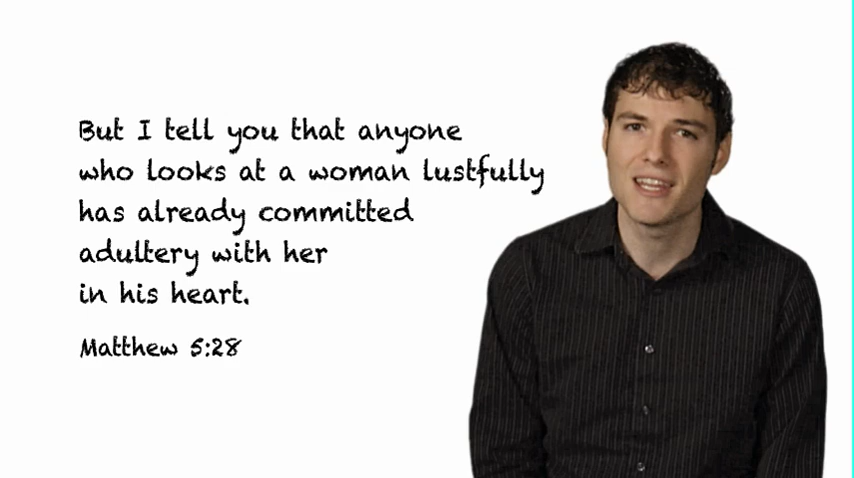 But I tell you that anyone
who looks at a woman lustfully
has already committed
adultery with her
in his heart.
Matthew 5:28